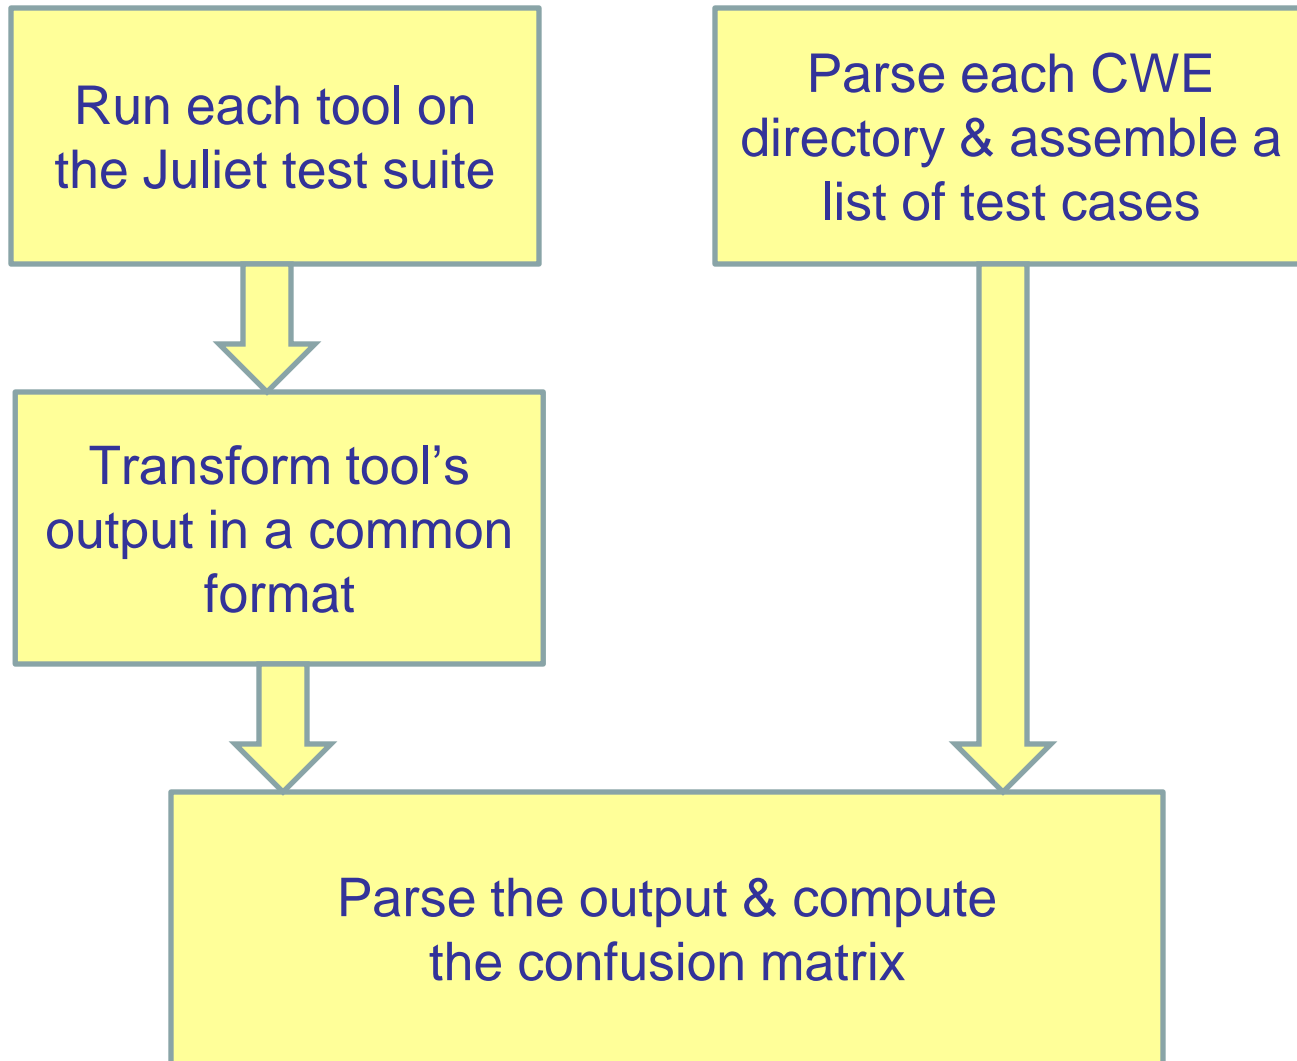 Run each tool on
the Juliet test suite
Parse each CWE
directory & assemble a
list of test cases
Transform tool’s
output in a common
format
Parse the output & compute
the confusion matrix